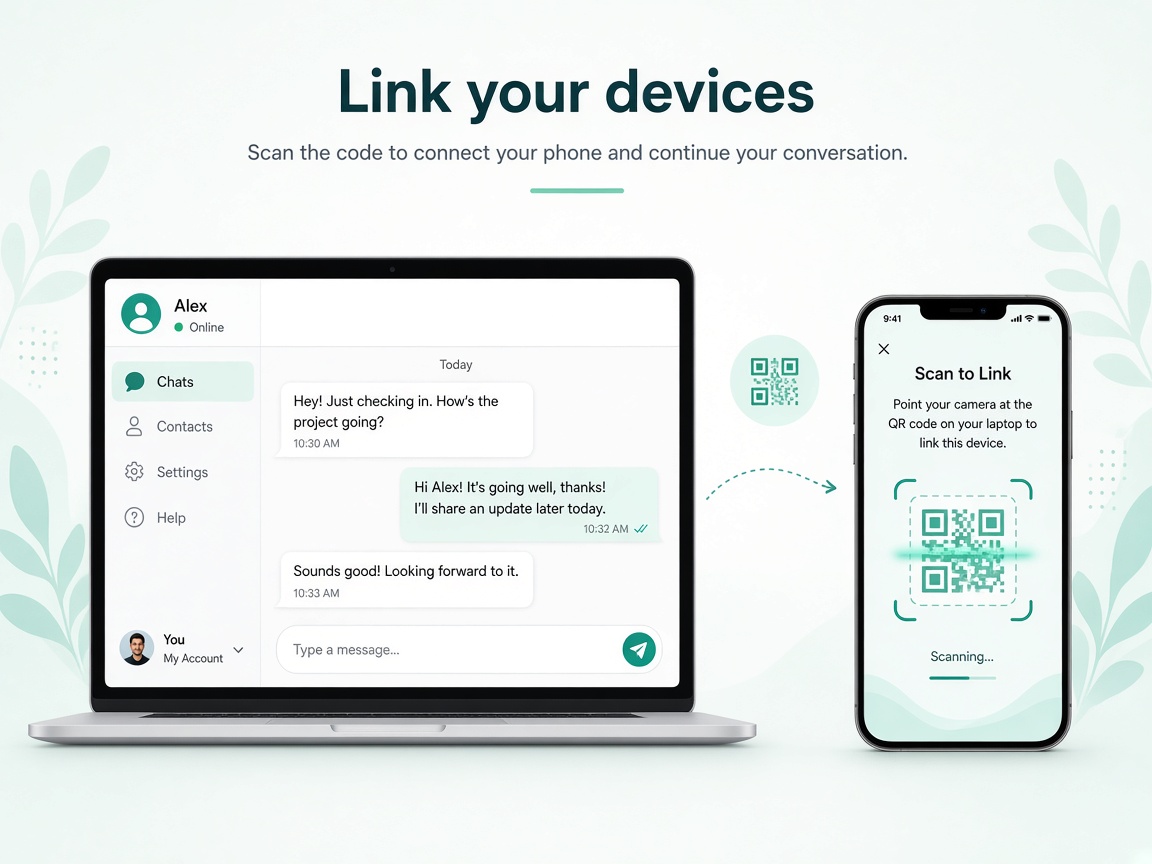 Link your devices
Scan the code to connect your phone and continue your conversation.
Alex
Online
Chats
Contacts
Settings
Help
You
My Account
Today
Hey! Just checking in. How's the
project going?
10:30 AM
Hi Alex! It's going well, thanks!
I'll share an update later today.
10:32 AM
Sounds good! Looking forward to it.
10:33 AM
Type a message...
9:41
Scan to Link
Point your camera at the
QR code on your laptop to
link this device.
Scanning...